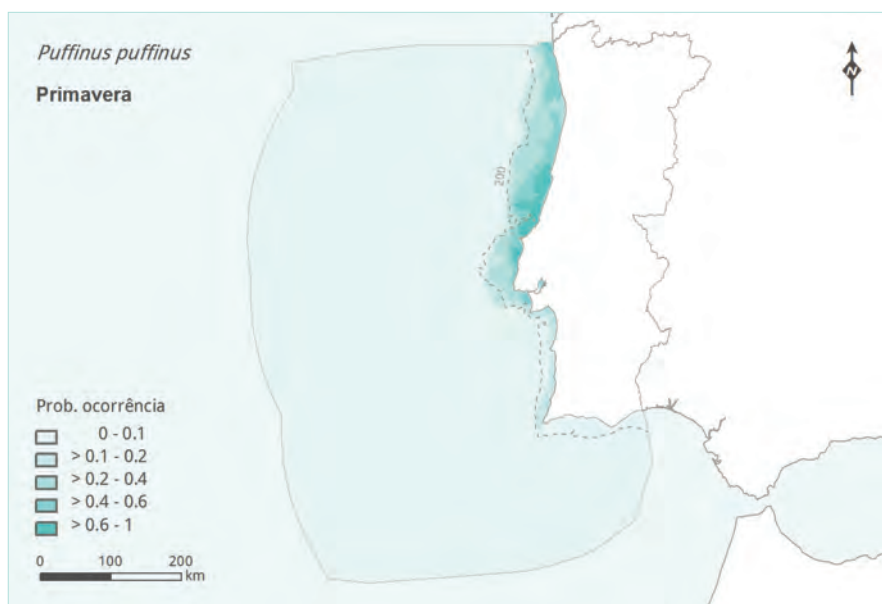 Puffinus puffinus
Primavera
N
200
Prob. ocorrência
0 - 0.1
> 0.1 - 0.2
> 0.2 - 0.4
> 0.4 - 0.6
> 0.6 - 1
0 100 200
km